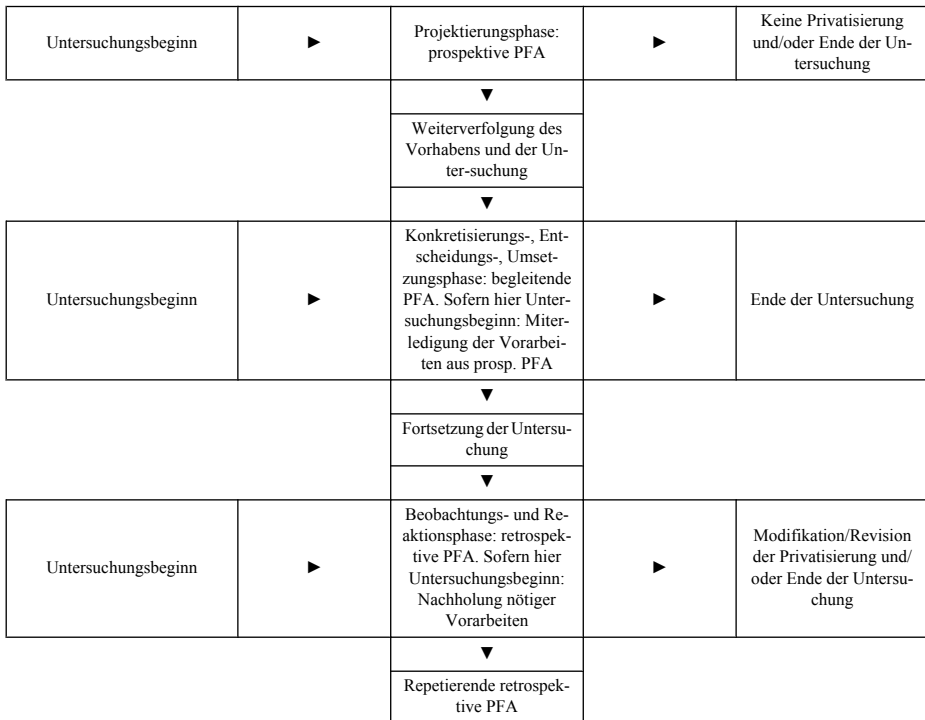 Untersuchungsbeginn
►
Projektierungsphase:
prospektive PFA
►
Keine Privatisierung
und/oder Ende der Un-
tersuchung
▼
Weiterverfolgung des
Vorhabens und der Un-
ter-suchung
▼
Untersuchungsbeginn
►
Konkretisierungs-, Ent-
scheidungs-, Umset-
zungsphase: begleitende
PFA. Sofern hier Unter-
suchungsbeginn: Miter-
ledigung der Vorarbei-
ten aus prosp. PFA
►
Ende der Untersuchung
▼
Fortsetzung der Untersu-
chung
▼
Untersuchungsbeginn
►
Beobachtungs- und Re-
aktionsphase: retrospek-
tive PFA. Sofern hier
Untersuchungsbeginn:
Nachholung nötiger
Vorarbeiten
►
Modifikation/Revision
der Privatisierung und/
oder Ende der Untersu-
chung
▼
Repetierende retrospek-
tive PFA